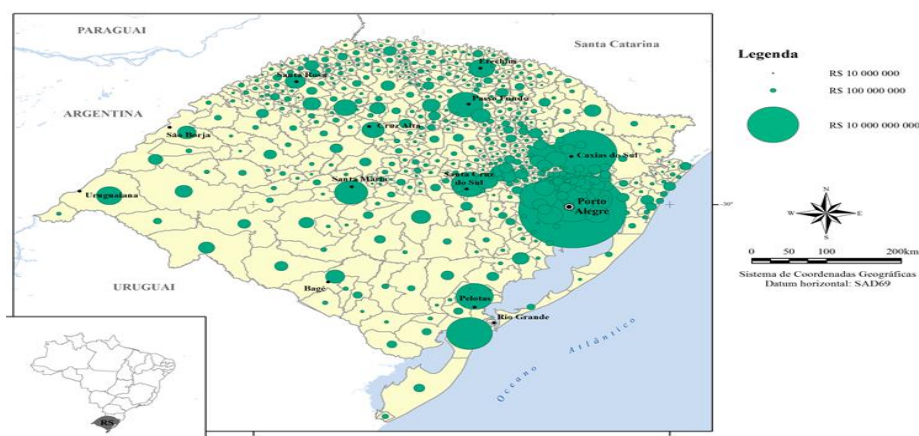 PARAGUAI
Santa Catarina
ARGENTINA
URUGUAI
Erechim
Santa Rosa
Passo Fundo
Cruz Alta
São Borja
Caxias do Sul
Santa Maria
Santa Cruz
do Sul
Uruguaiana
Porto
Alegre
Bagé
Pelotas
Rio Grande
Oceano Atlântico
RS
Legenda
R$ 10 000 000
R$ 100 000 000
R$ 10 000 000 000
-30°
N
W E
S
0 50 100 200km
Sistema de Coordenadas Geográficas
Datum horizontal: SAD69